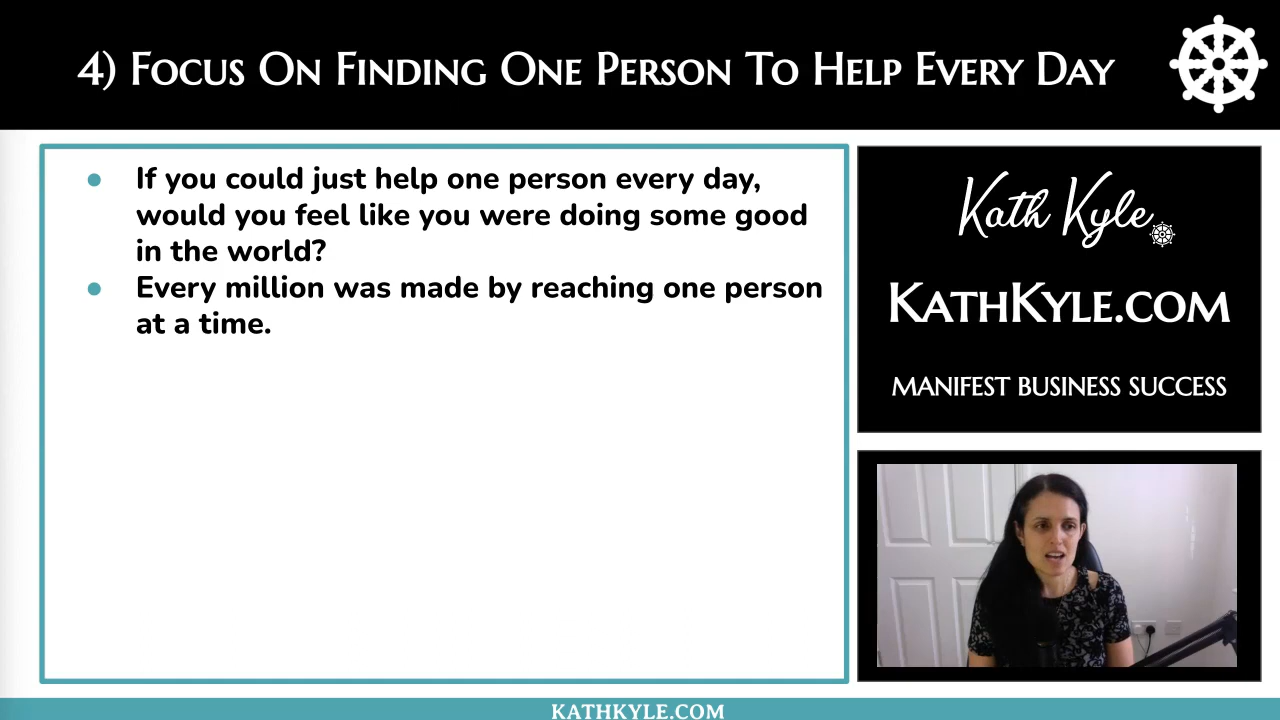 4) Focus On Finding One Person To Help Every Day
● If you could just help one person every day,
would you feel like you were doing some good
in the world?
● Every million was made by reaching one person
at a time.
Kath Kyle
KathKyle.com
MANIFEST BUSINESS SUCCESS
KATHKYLE.COM